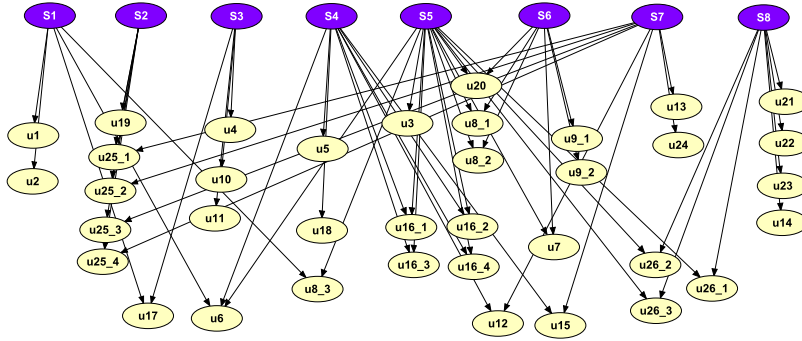 S1 S2 S3 S4 S5 S6 S7 S8
u20
u21
u13
u19 u3 u8_1
u1 u4 u9_1
u22
u24
u5
u25_1 u8_2
u9_2
u2 u10
u23
u25_2
u11 u14
u16_1 u16_2
u25_3 u18
u7
u25_4 u16_3 u16_4 u26_2
u8_3 u26_1
u26_3
u17 u6
u12 u15